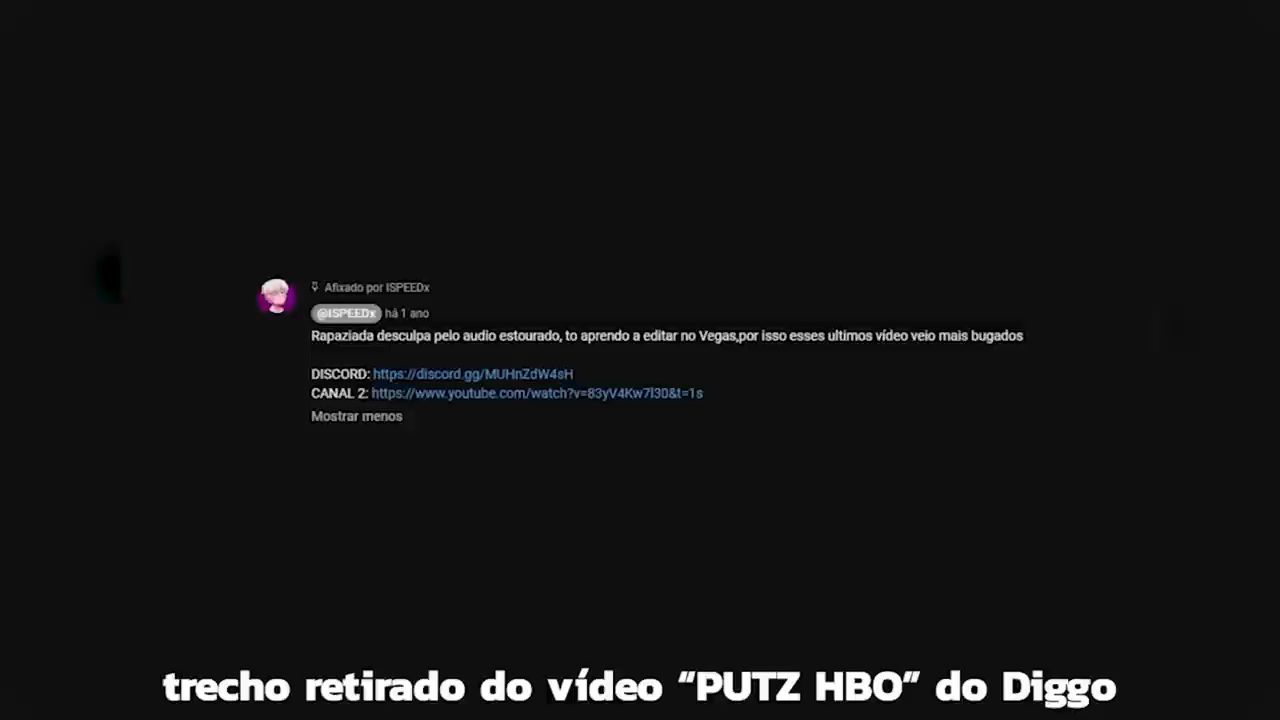 Afixado por ISPEEDx
@ISPEEDx há 1 ano
Rapaziada desculpa pelo audio estourado, to aprendo a editar no Vegas,por isso esses ultimos vídeo veio mais bugados
DISCORD: https://discord.gg/MUHnZdW4sH
CANAL 2: https://www.youtube.com/watch?v=83yV4Kw7l30&t=1s
Mostrar menos
trecho retirado do vídeo “PUTZ HBO” do Diggo